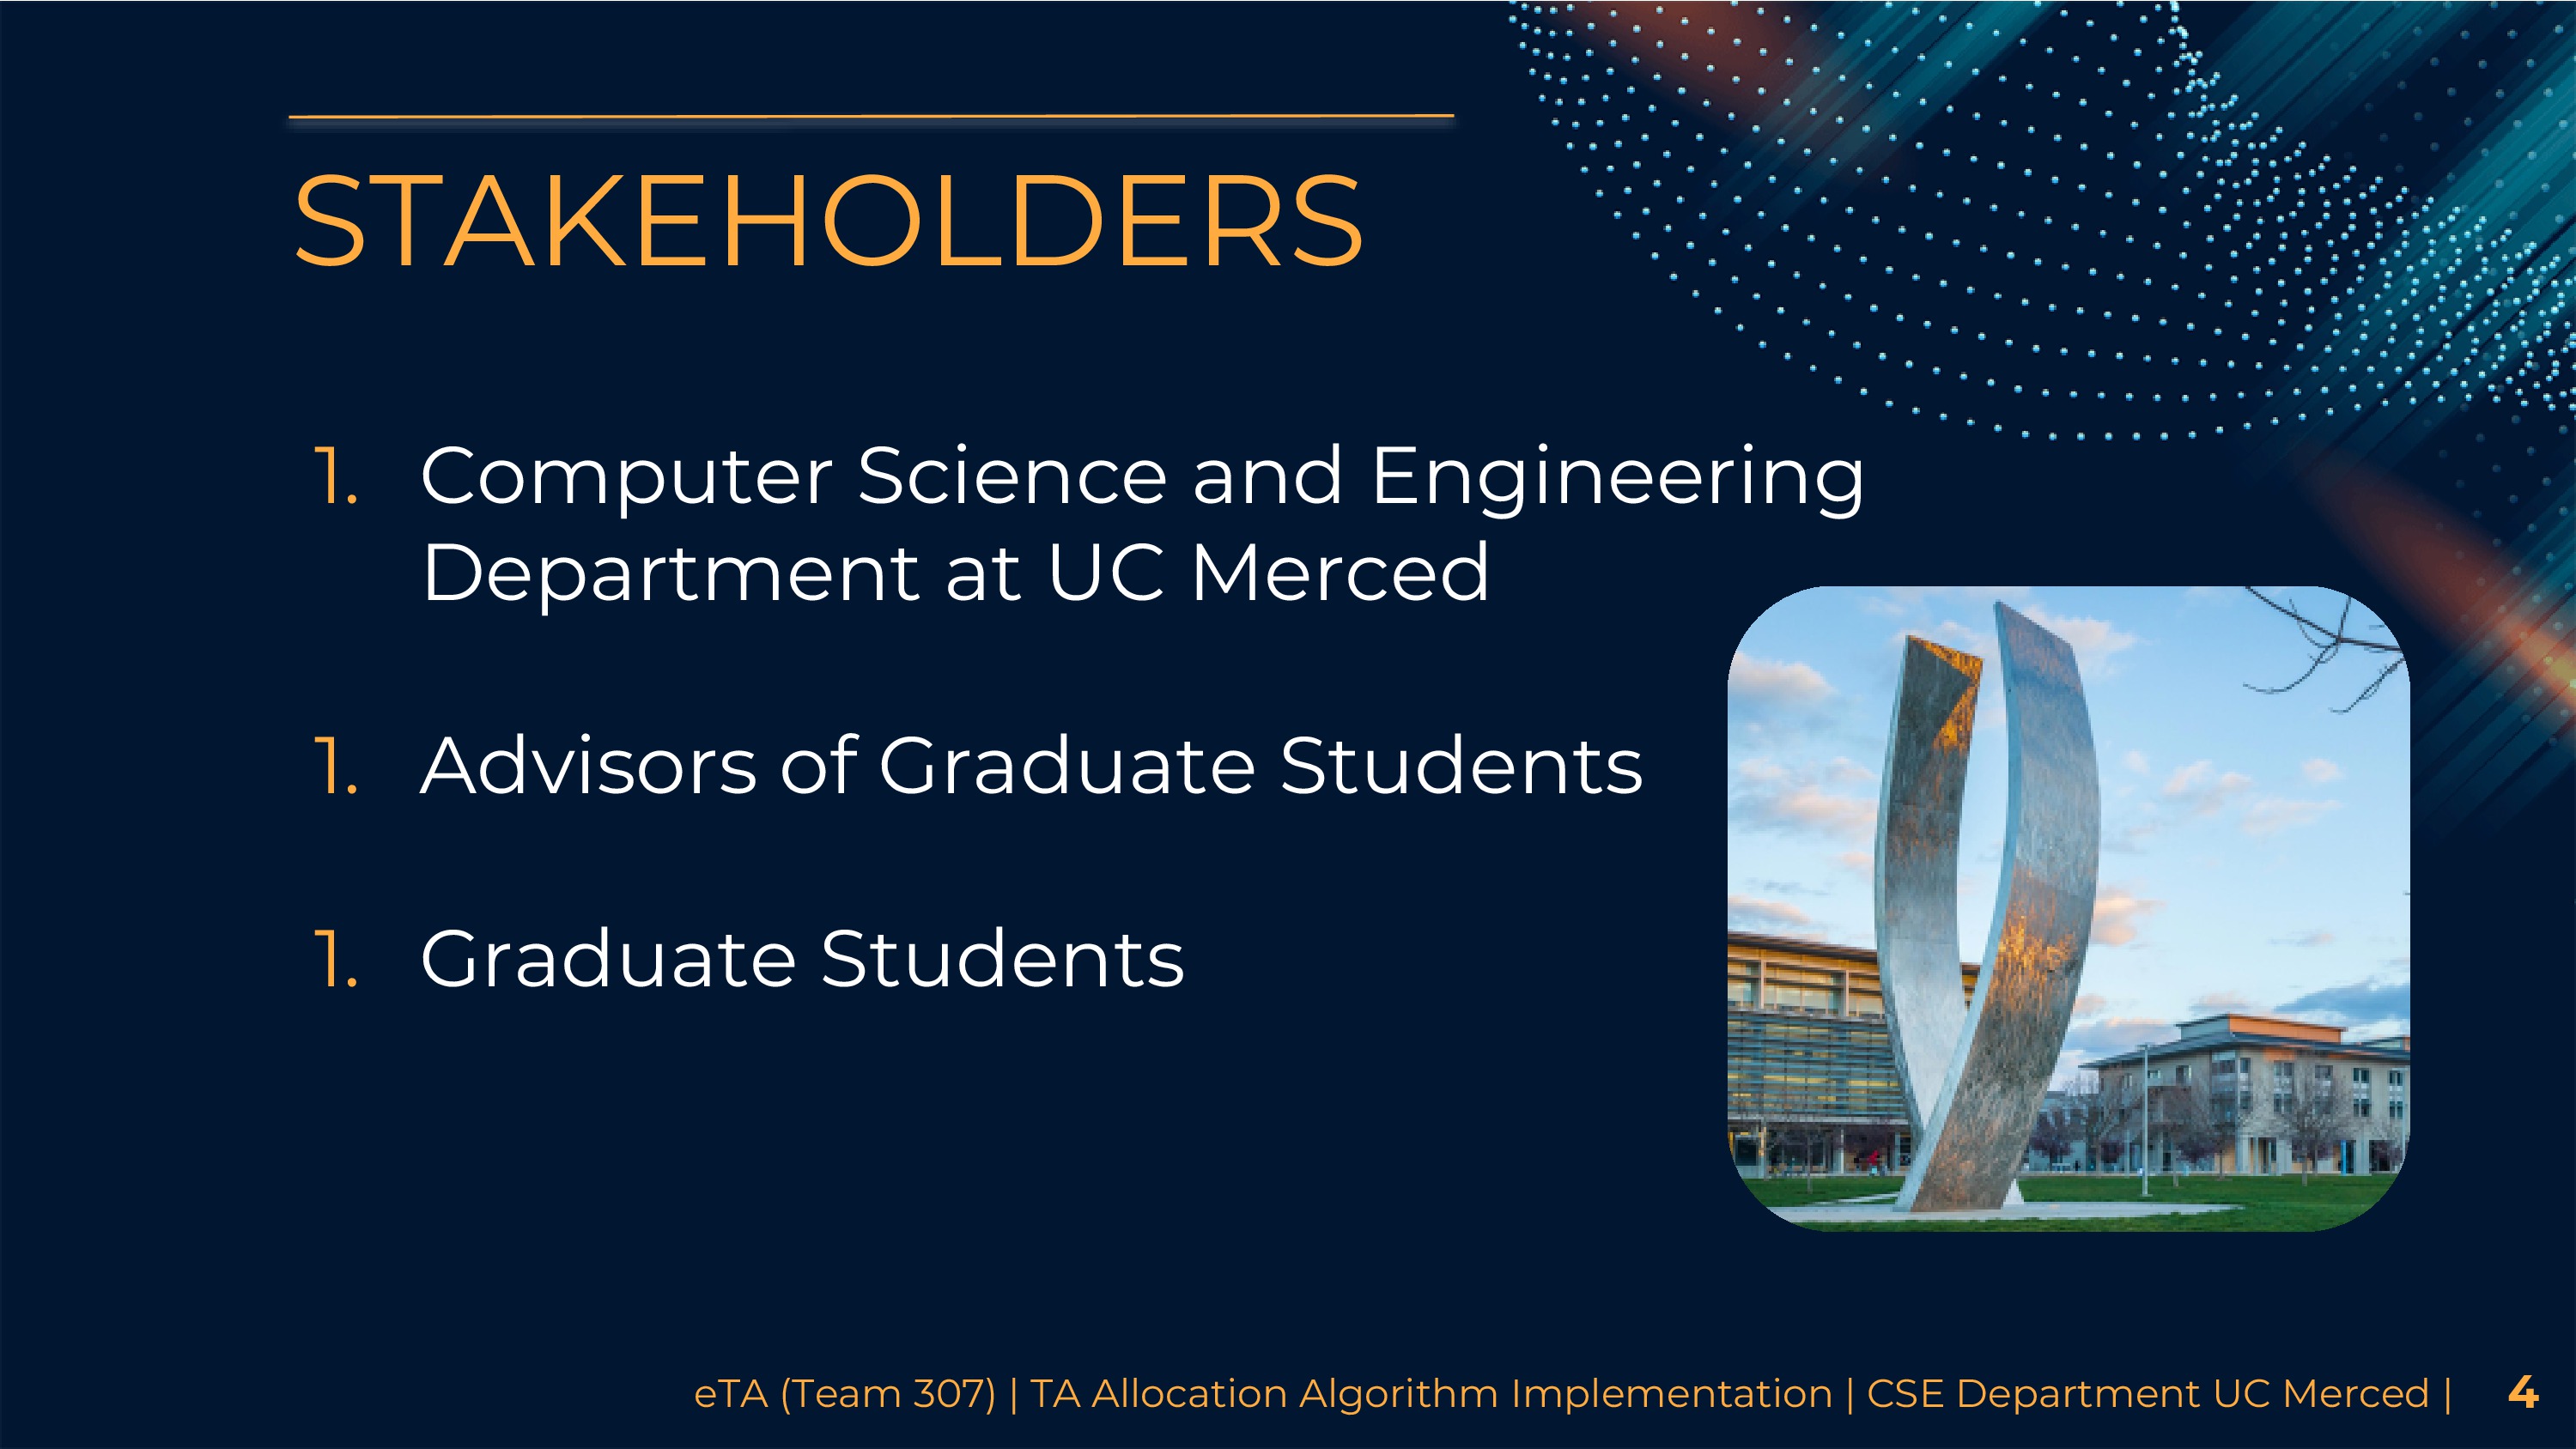 STAKEHOLDERS
1. Computer Science and Engineering
Department at UC Merced
1. Advisors of Graduate Students
1. Graduate Students
eTA (Team 307) | TA Allocation Algorithm Implementation | CSE Department UC Merced | 4